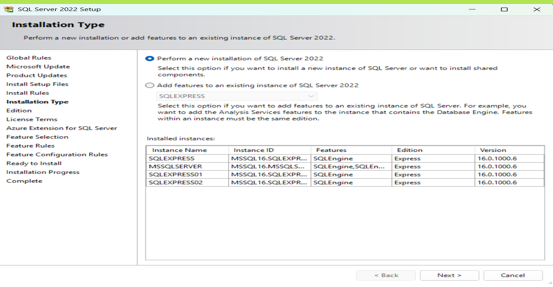 SQL Server 2022 Setup
Installation Type
Perform a new installation or add features to an existing instance of SQL Server 2022.
Global Rules
Microsoft Update
Product Updates
Install Setup Files
Install Rules
Installation Type
Edition
License Terms
Azure Extension for SQL Server
Feature Selection
Feature Rules
Feature Configuration Rules
Ready to Install
Installation Progress
Complete
Perform a new installation of SQL Server 2022
Select this option if you want to install a new instance of SQL Server or want to install shared
components.
Add features to an existing instance of SQL Server 2022
SQLEXPRESS
Select this option if you want to add features to an existing instance of SQL Server. For example, you
want to add the Analysis Services features to the instance that contains the Database Engine. Features
within an instance must be the same edition.
Installed instances:
Instance Name Instance ID Features Edition Version
SQLEXPRESS MSSQL16.SQLEXPR... SQLEngine Express 16.0.1000.6
MSSQLSERVER MSSQL16.MSSQLS... SQLEngine,SQLEn... Express 16.0.1000.6
SQLEXPRESS01 MSSQL16.SQLEXPR... SQLEngine Express 16.0.1000.6
SQLEXPRESS02 MSSQL16.SQLEXPR... SQLEngine Express 16.0.1000.6
< Back Next > Cancel